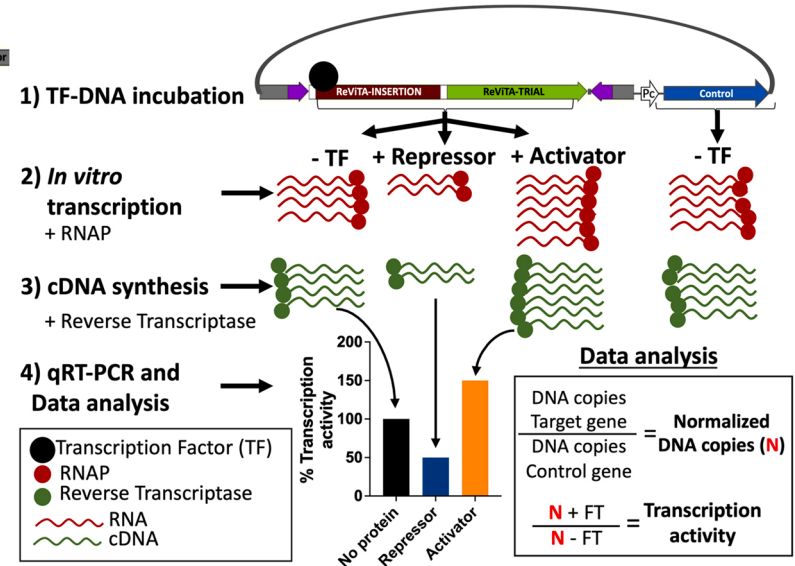 or
1) TF-DNA incubation
ReViTA-INSERTION
ReViTA-TRIAL
Pc
Control
- TF
+ Repressor
+ Activator
- TF
2) In vitro
transcription
+ RNAP
3) cDNA synthesis
+ Reverse Transcriptase
4) qRT-PCR and
Data analysis
% Transcription
activity
200
150
100
50
0
No protein
Repressor
Activator
Data analysis
DNA copies
Target gene
DNA copies
Control gene
= Normalized
DNA copies (N)
N + FT
N - FT
= Transcription
activity
Transcription Factor (TF)
RNAP
Reverse Transcriptase
RNA
cDNA